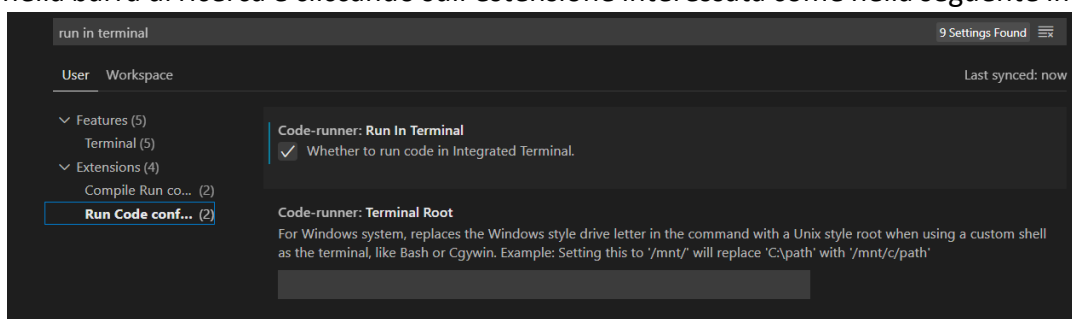 nella barra di ricerca e cliccando sull'estensione interessata come nella seguente
run in terminal
9 Settings Found
User Workspace
Last synced: now
Features (5)
Terminal (5)
Extensions (4)
Compile Run co... (2)
Run Code conf... (2)
Code-runner: Run In Terminal
Whether to run code in Integrated Terminal.
Code-runner: Terminal Root
For Windows system, replaces the Windows style drive letter in the command with a Unix style root when using a custom shell
as the terminal, like Bash or Cgywin. Example: Setting this to '/mnt/' will replace 'C:\path' with '/mnt/c/path'